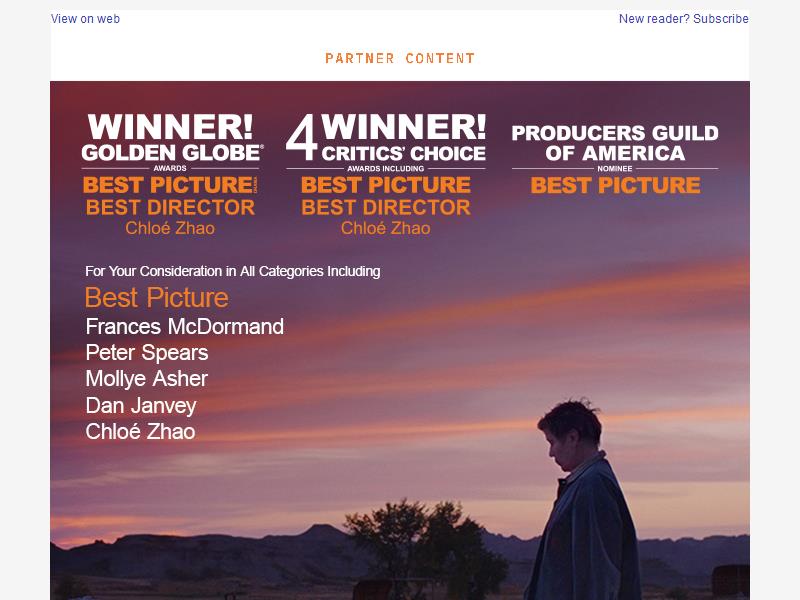 View on web
New reader? Subscribe
PARTNER CONTENT
WINNER!
GOLDEN GLOBE®
AWARDS
BEST PICTURE DRAMA
BEST DIRECTOR
Chloé Zhao
4 WINNER!
CRITICS' CHOICE
AWARDS INCLUDING
BEST PICTURE
BEST DIRECTOR
Chloé Zhao
PRODUCERS GUILD
OF AMERICA
NOMINEE
BEST PICTURE
For Your Consideration in All Categories Including
Best Picture
Frances McDormand
Peter Spears
Mollye Asher
Dan Janvey
Chloé Zhao